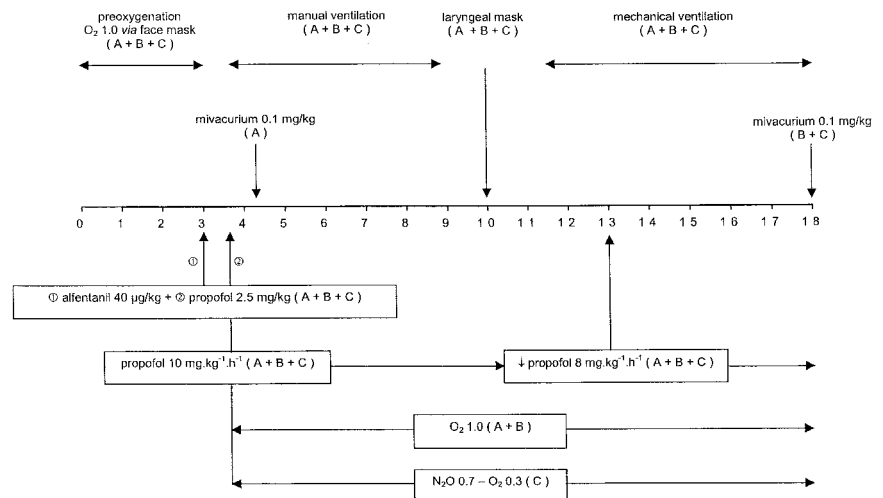 preoxygenation
O₂ 1.0 via face mask
( A + B + C )
manual ventilation
( A + B + C )
laryngeal mask
( A + B + C )
mechanical ventilation
( A + B + C )
mivacurium 0.1 mg/kg
( A )
mivacurium 0.1 mg/kg
( B + C )
0 1 2 3 4 5 6 7 8 9 10 11 12 13 14 15 16 17 18
① ②
① alfentanil 40 µg/kg + ② propofol 2.5 mg/kg ( A + B + C )
propofol 10 mg.kg⁻¹.h⁻¹ ( A + B + C )
↓ propofol 8 mg.kg⁻¹.h⁻¹ ( A + B + C )
O₂ 1.0 ( A + B )
N₂O 0.7 – O₂ 0.3 ( C )